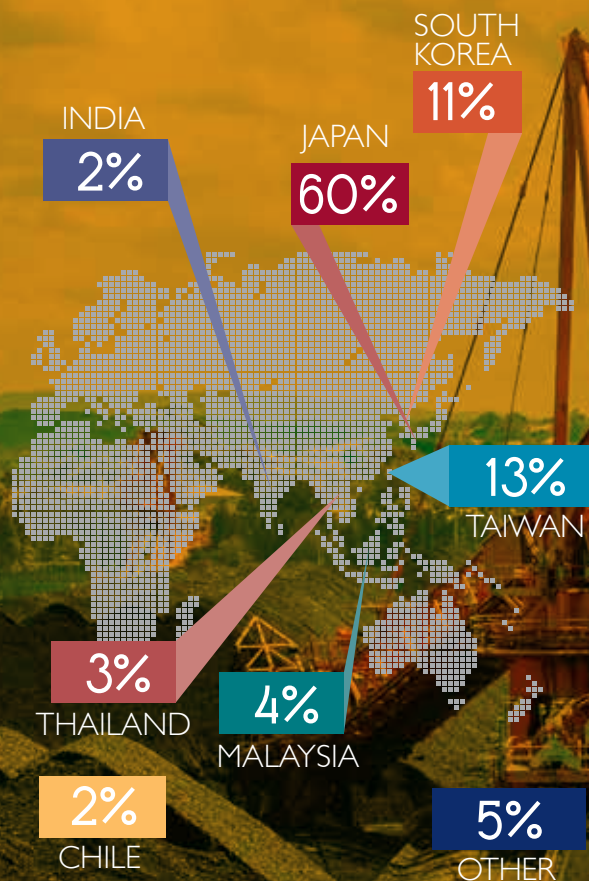 SOUTH
KOREA
11%
INDIA
2%
JAPAN
60%
13%
TAIWAN
3%
THAILAND
4%
MALAYSIA
2%
CHILE
5%
OTHER